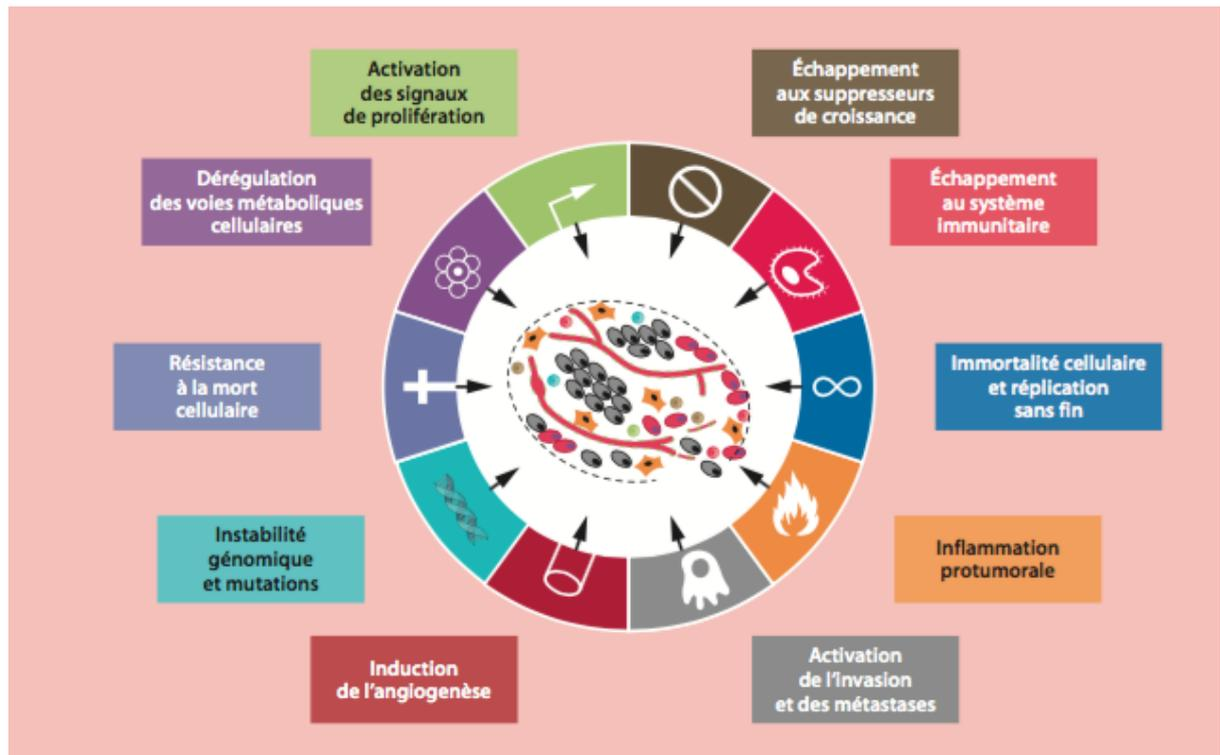 Activation
des signaux
de prolifération
Échappement
aux suppresseurs
de croissance
Dérégulation
des voies métaboliques
cellulaires
Échappement
au système
immunitaire
Résistance
à la mort
cellulaire
Immortalité cellulaire
et réplication
sans fin
Instabilité
génomique
et mutations
Inflammation
protumorale
Induction
de l'angiogenèse
Activation
de l'invasion
et des métastases